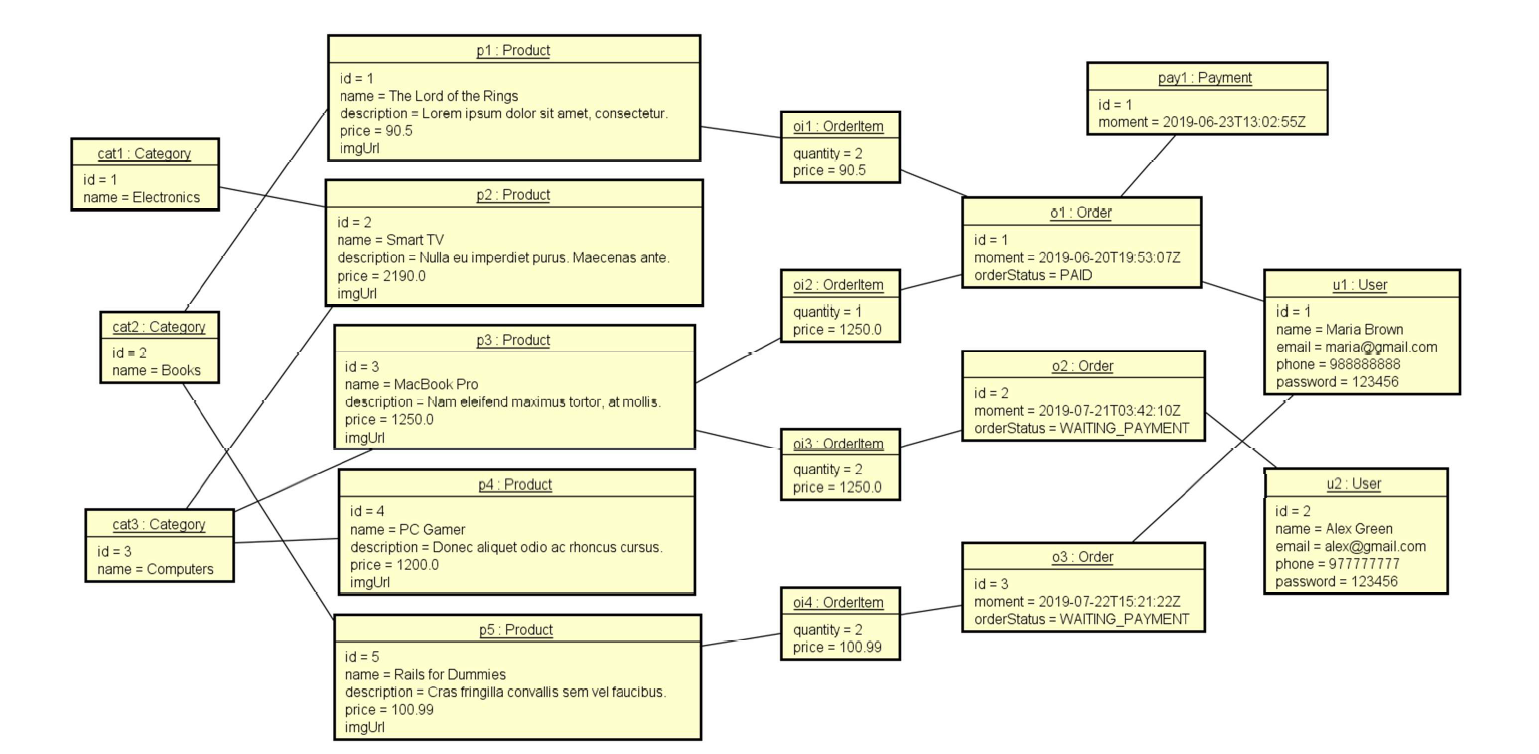 p1 : Product
id = 1
name = The Lord of the Rings
description = Lorem ipsum dolor sit amet, consectetur.
price = 90.5
imgUrl
pay1 : Payment
id = 1
moment = 2019-06-23T13:02:55Z
oi1 : OrderItem
quantity = 2
price = 90.5
cat1 : Category
id = 1
name = Electronics
p2 : Product
id = 2
name = Smart TV
description = Nulla eu imperdiet purus. Maecenas ante.
price = 2190.0
imgUrl
o1 : Order
id = 1
moment = 2019-06-20T19:53:07Z
orderStatus = PAID
oi2 : OrderItem
quantity = 1
price = 1250.0
u1 : User
id = 1
name = Maria Brown
email = maria@gmail.com
phone = 988888888
password = 123456
cat2 : Category
id = 2
name = Books
p3 : Product
id = 3
name = MacBook Pro
description = Nam eleifend maximus tortor, at mollis.
price = 1250.0
imgUrl
o2 : Order
id = 2
moment = 2019-07-21T03:42:10Z
orderStatus = WAITING_PAYMENT
oi3 : OrderItem
quantity = 2
price = 1250.0
p4 : Product
id = 4
name = PC Gamer
description = Donec aliquet odio ac rhoncus cursus.
price = 1200.0
imgUrl
u2 : User
id = 2
name = Alex Green
email = alex@gmail.com
phone = 977777777
password = 123456
cat3 : Category
id = 3
name = Computers
o3 : Order
id = 3
moment = 2019-07-22T15:21:22Z
orderStatus = WAITING_PAYMENT
oi4 : OrderItem
quantity = 2
price = 100.99
p5 : Product
id = 5
name = Rails for Dummies
description = Cras fringilla convallis sem vel faucibus.
price = 100.99
imgUrl